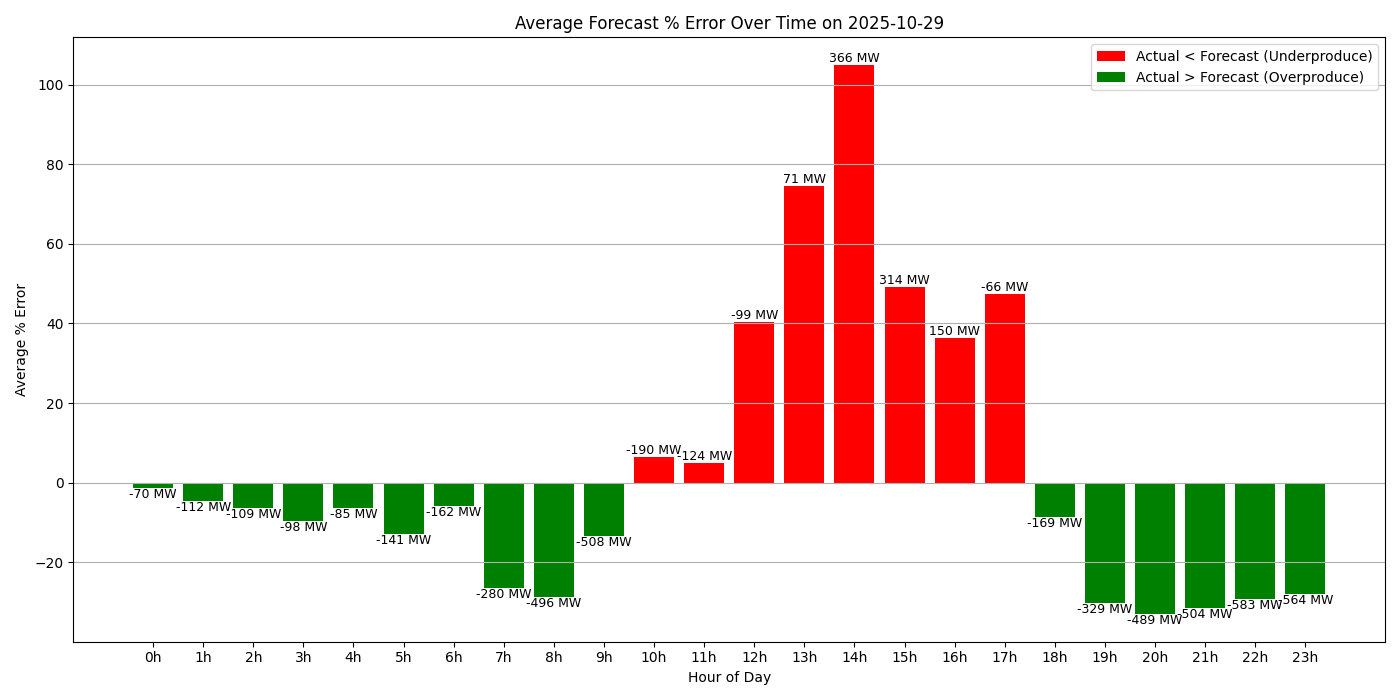 Average Forecast % Error Over Time on 2025-10-29
Actual < Forecast (Underproduce)
Actual > Forecast (Overproduce)
Average % Error
100
80
60
40
20
0
−20
366 MW
71 MW
314 MW
-66 MW
-99 MW
150 MW
-190 MW
-124 MW
-70 MW
-112 MW
-109 MW
-98 MW
-85 MW
-141 MW
-162 MW
-280 MW
-496 MW
-508 MW
-169 MW
-329 MW
-489 MW
-504 MW
-583 MW
-564 MW
0h 1h 2h 3h 4h 5h 6h 7h 8h 9h 10h 11h 12h 13h 14h 15h 16h 17h 18h 19h 20h 21h 22h 23h
Hour of Day